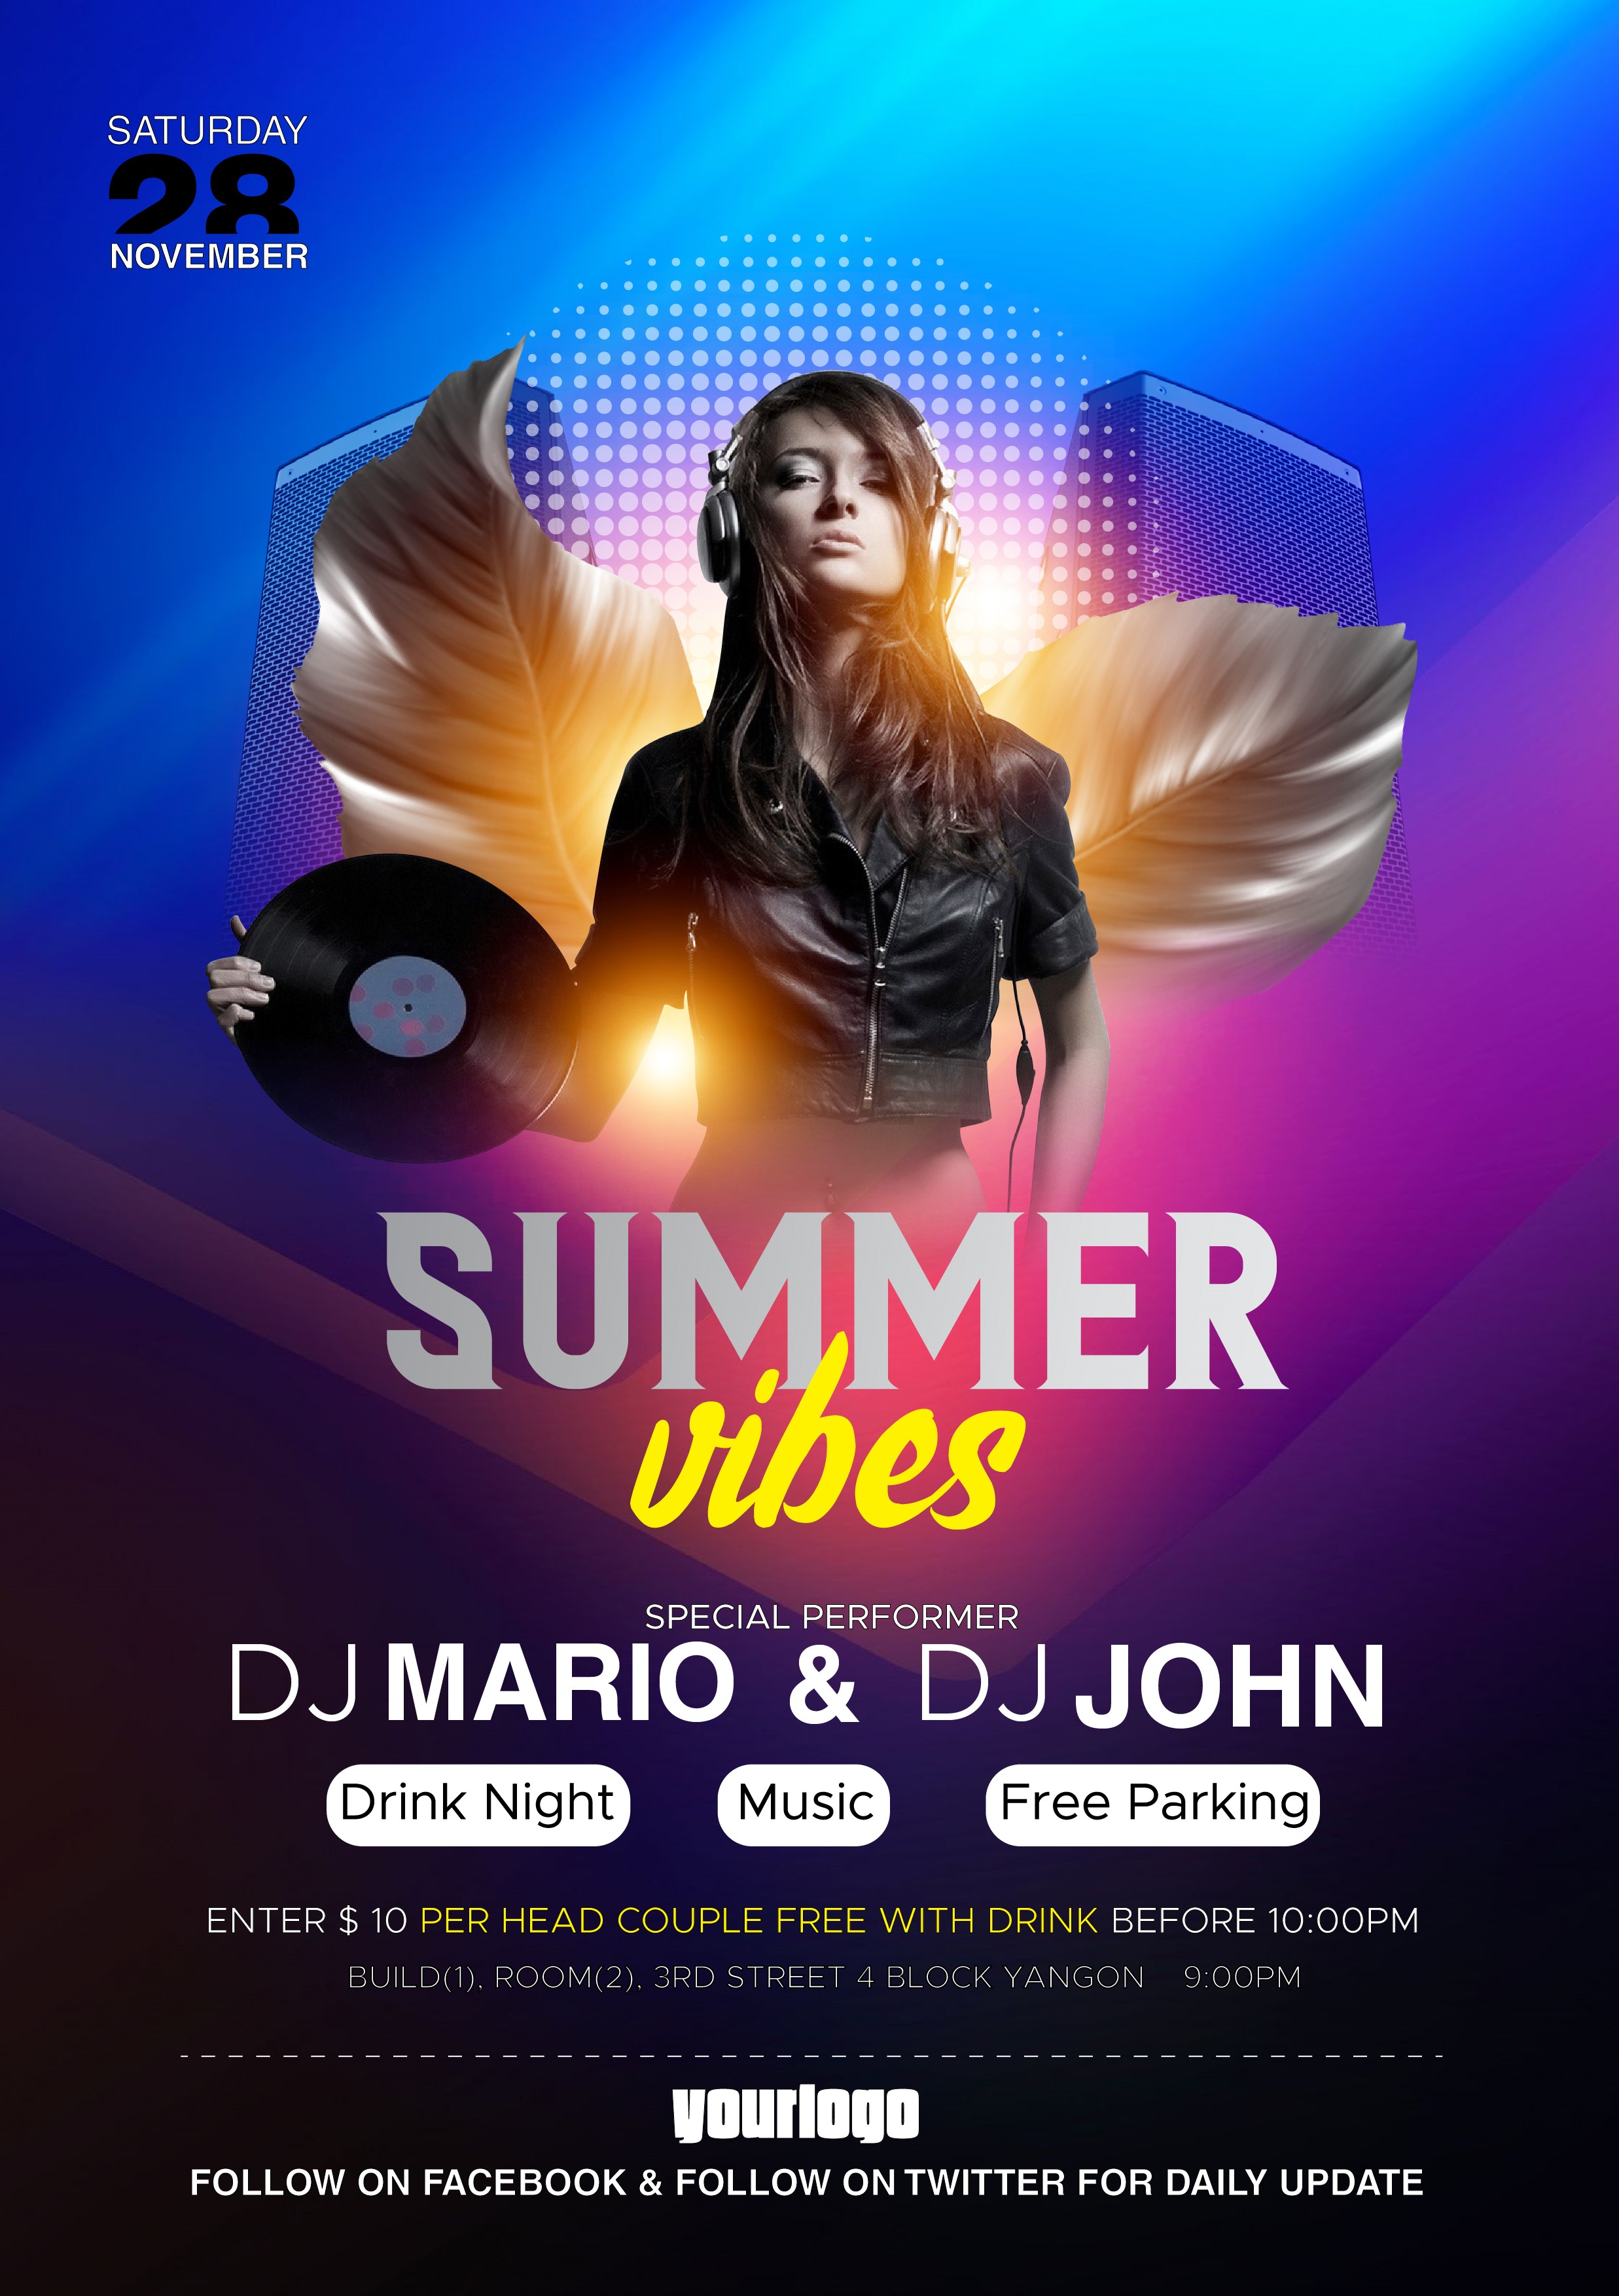 SATURDAY
28
NOVEMBER
SUMMER
vibes
SPECIAL PERFORMER
DJ MARIO & DJ JOHN
Drink Night Music Free Parking
ENTER $ 10 PER HEAD COUPLE FREE WITH DRINK BEFORE 10:00PM
BUILD(1), ROOM(2), 3RD STREET 4 BLOCK YANGON 9:00PM
yourlogo
FOLLOW ON FACEBOOK & FOLLOW ON TWITTER FOR DAILY UPDATE